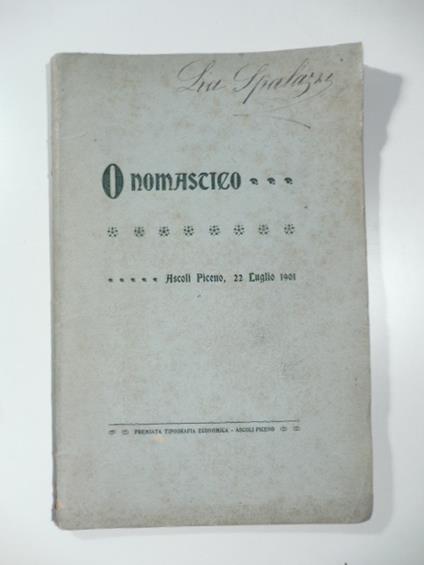 Lia Spalazzi
Onomastico
Ascoli Piceno, 22 Luglio 1901
PREMIATA TIPOGRAFIA ECONOMICA - ASCOLI PICENO